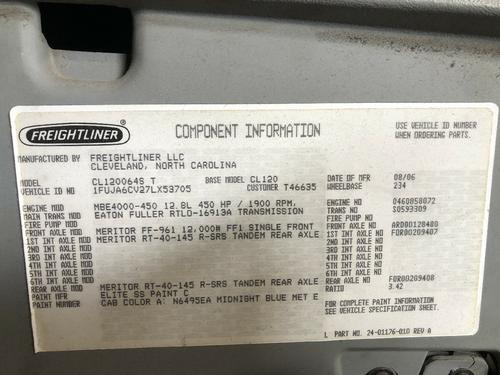 FREIGHTLINER
COMPONENT INFORMATION
USE VEHICLE ID NUMBER
WHEN ORDERING PARTS.
MANUFACTURED BY FREIGHTLINER LLC
CLEVELAND, NORTH CAROLINA
MODEL CL120064S T BASE MODEL CL120 DATE OF MFR 08/06
VEHICLE ID NO. 1FUJA6CV27LX53705 CUSTOMER T46635 WHEELBASE 234
ENGINE MOD MBE4000-450 12.8L 450 HP / 1900 RPM, ENGINE NO. 0460858072
MAIN TRANS MOD EATON FULLER RTLO-16913A TRANSMISSION TRANS NO. S0593309
FIRE PUMP MOD FIRE PUMP NO.
FRONT AXLE MOD MERITOR FF-961 12,000# FF1 SINGLE FRONT FRONT AXLE NO.
1ST INT AXLE MOD MERITOR RT-40-145 R-SRS TANDEM REAR AXLE 1ST INT AXLE NO. FOR00209407
2ND INT AXLE MOD 2ND INT AXLE NO.
3RD INT AXLE MOD 3RD INT AXLE NO.
4TH INT AXLE MOD 4TH INT AXLE NO.
5TH INT AXLE MOD 5TH INT AXLE NO.
6TH INT AXLE MOD 6TH INT AXLE NO.
REAR AXLE MOD MERITOR RT-40-145 R-SRS TANDEM REAR AXLE REAR AXLE NO. FOR00209408
PAINT MFR ELITE SS PAINT C RATIO 3.42
PAINT NO. CAB COLOR A: N6495EA MIDNIGHT BLUE MET E
FOR COMPLETE PAINT INFORMATION
SEE VEHICLE SPECIFICATION SHEET.
PART NO. 24-01176-010 REV A